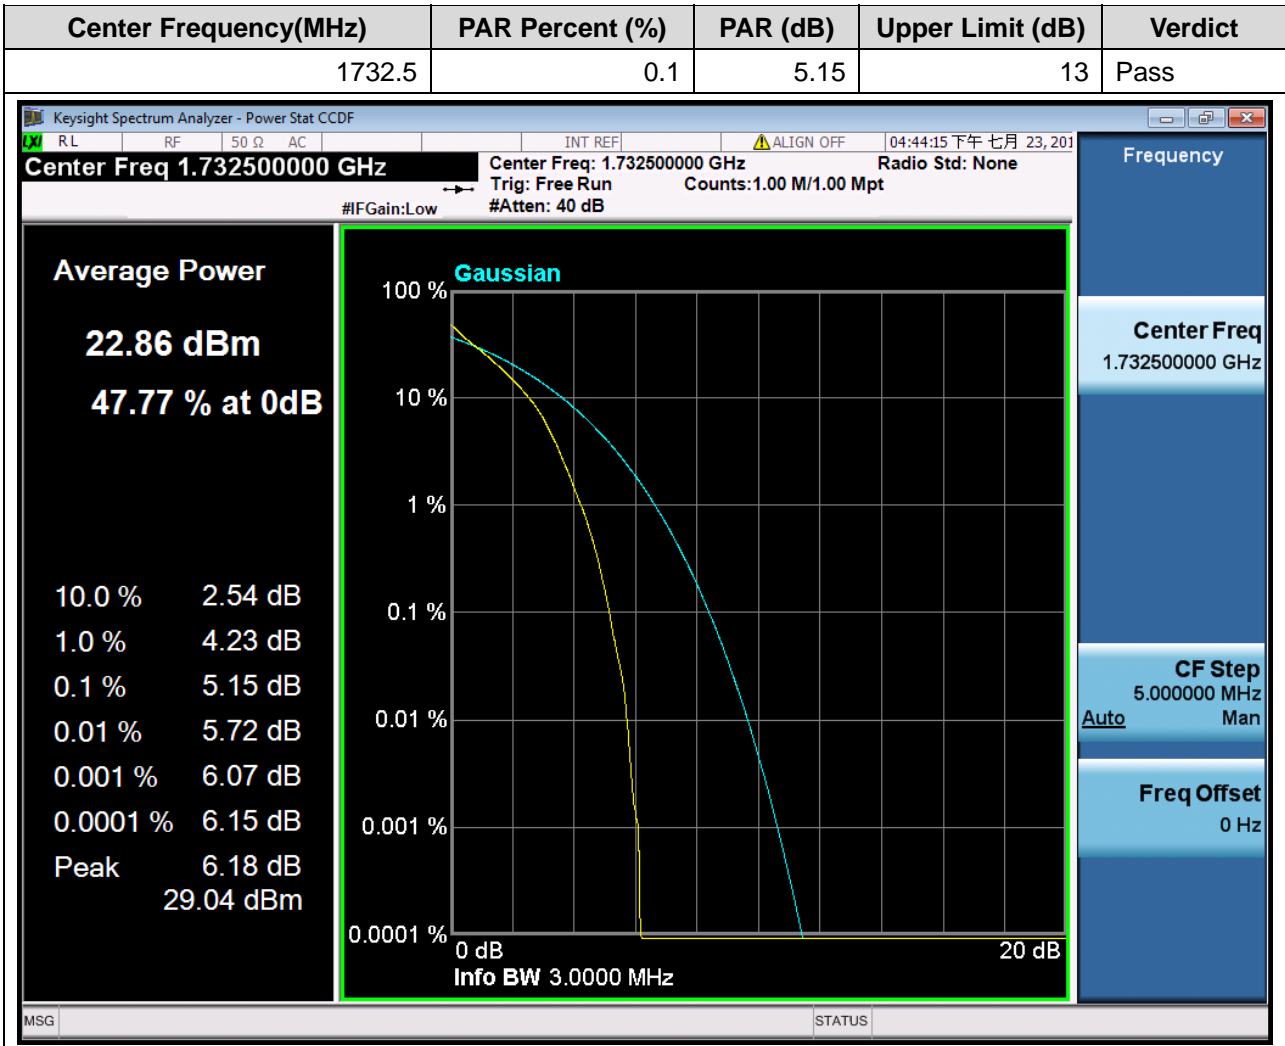 Center Frequency(MHz) PAR Percent (%) PAR (dB) Upper Limit (dB) Verdict
1732.5 0.1 5.15 13 Pass
Keysight Spectrum Analyzer - Power Stat CCDF
LXI RL RF 50 Ω AC INT REF ALIGN OFF 04:44:15 下午 七月 23, 201
Center Freq 1.732500000 GHz
Center Freq: 1.732500000 GHz Radio Std: None
Trig: Free Run Counts:1.00 M/1.00 Mpt
#IFGain:Low #Atten: 40 dB
Average Power
22.86 dBm
47.77 % at 0dB
10.0 % 2.54 dB
1.0 % 4.23 dB
0.1 % 5.15 dB
0.01 % 5.72 dB
0.001 % 6.07 dB
0.0001 % 6.15 dB
Peak 6.18 dB
29.04 dBm
Gaussian
100 %
10 %
1 %
0.1 %
0.01 %
0.001 %
0.0001 %
0 dB 20 dB
Info BW 3.0000 MHz
Frequency
Center Freq
1.732500000 GHz
CF Step
5.000000 MHz
Auto Man
Freq Offset
0 Hz
MSG STATUS